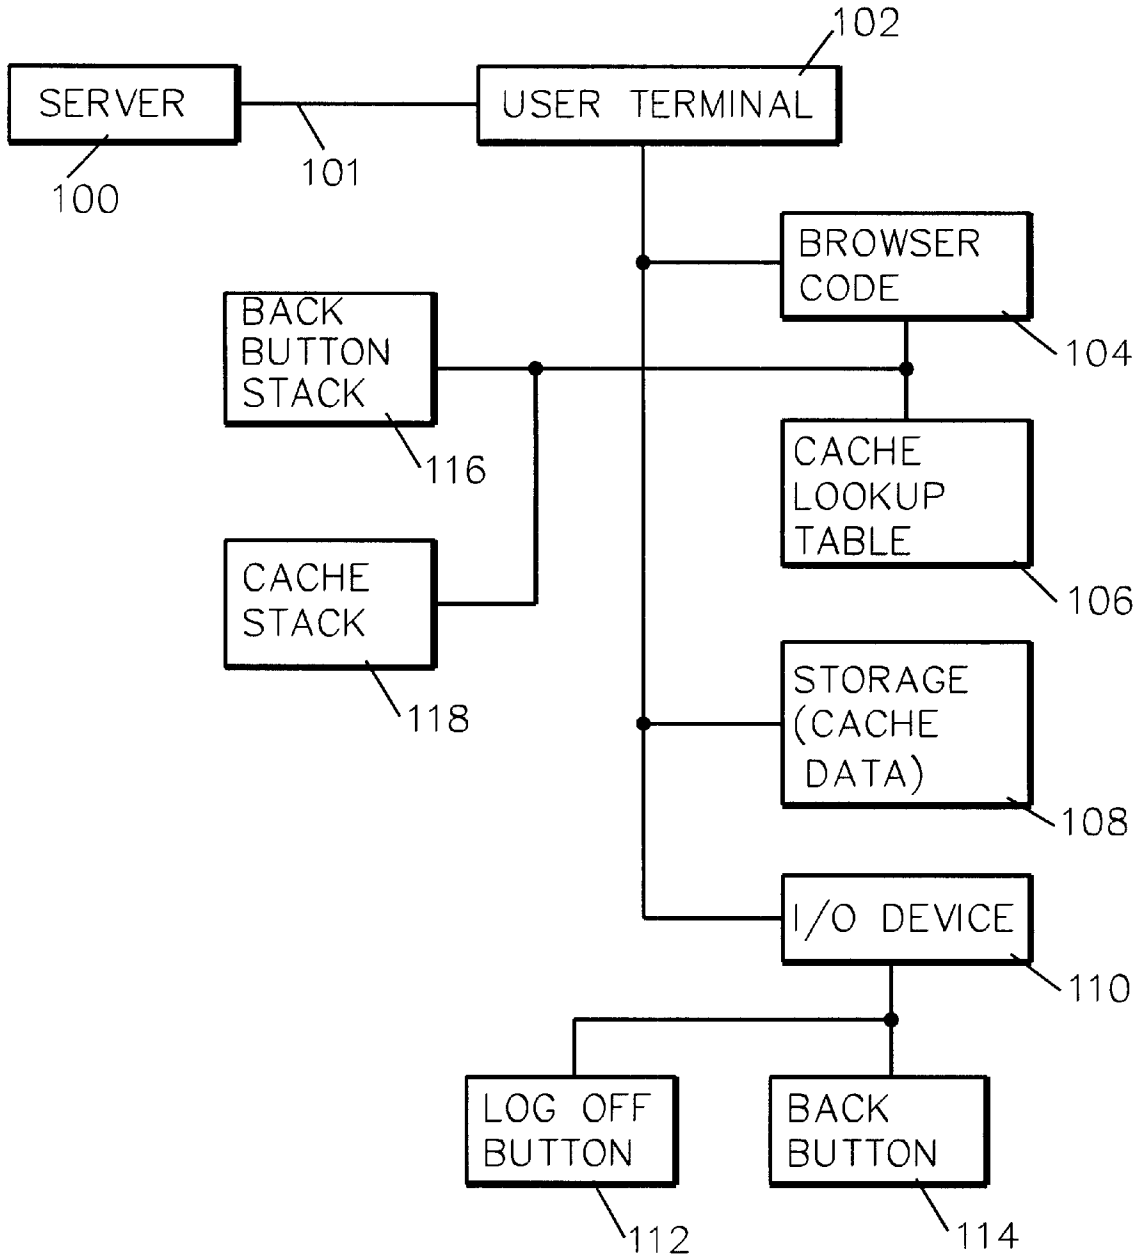 102
SERVER
USER TERMINAL
100
101
BROWSER
CODE
104
BACK
BUTTON
STACK
116
CACHE
LOOKUP
TABLE
106
CACHE
STACK
118
STORAGE
(CACHE
DATA)
108
I/O DEVICE
110
LOG OFF
BUTTON
112
BACK
BUTTON
114